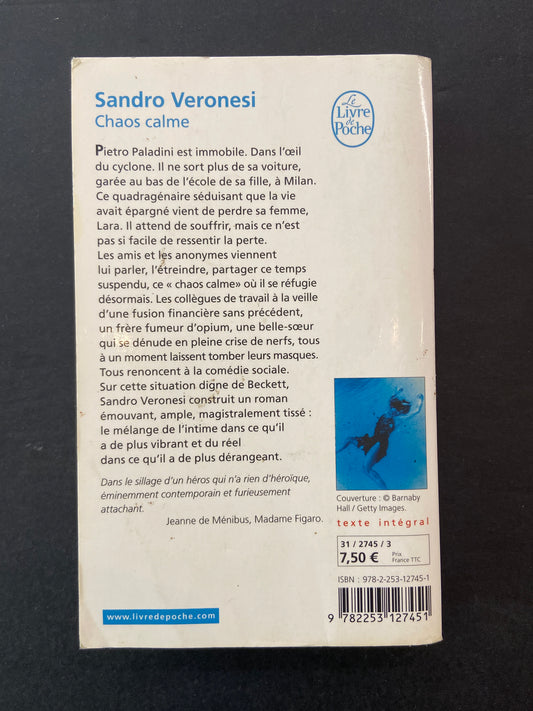 Sandro Veronesi
Chaos calme
Le
Livre
de
Poche
Pietro Paladini est immobile. Dans l'œil
du cyclone. Il ne sort plus de sa voiture,
garée au bas de l'école de sa fille, à Milan.
Ce quadragénaire séduisant que la vie
avait épargné vient de perdre sa femme,
Lara. Il attend de souffrir, mais ce n'est
pas si facile de ressentir la perte.
Les amis et les anonymes viennent
lui parler, l'étreindre, partager ce temps
suspendu, ce « chaos calme» où il se réfugie
désormais. Les collègues de travail à la veille
d'une fusion financière sans précédent,
un frère fumeur d'opium, une belle-sœur
qui se dénude en pleine crise de nerfs, tous
à un moment laissent tomber leurs masques.
Tous renoncent à la comédie sociale.
Sur cette situation digne de Beckett,
Sandro Veronesi construit un roman
émouvant, ample, magistralement tissé :
le mélange de l'intime dans ce qu'il
a de plus vibrant et du réel
dans ce qu'il a de plus dérangeant.
Dans le sillage d'un héros qui n'a rien d'héroïque,
éminemment contemporain et furieusement
attachant.
Jeanne de Ménibus, Madame Figaro.
Couverture : © Barnaby
Hall / Getty Images.
texte intégral
31 / 2745 / 3
7,50 € Prix
France TTC
ISBN : 978-2-253-12745-1
9 782253 127451
www.livredepoche.com